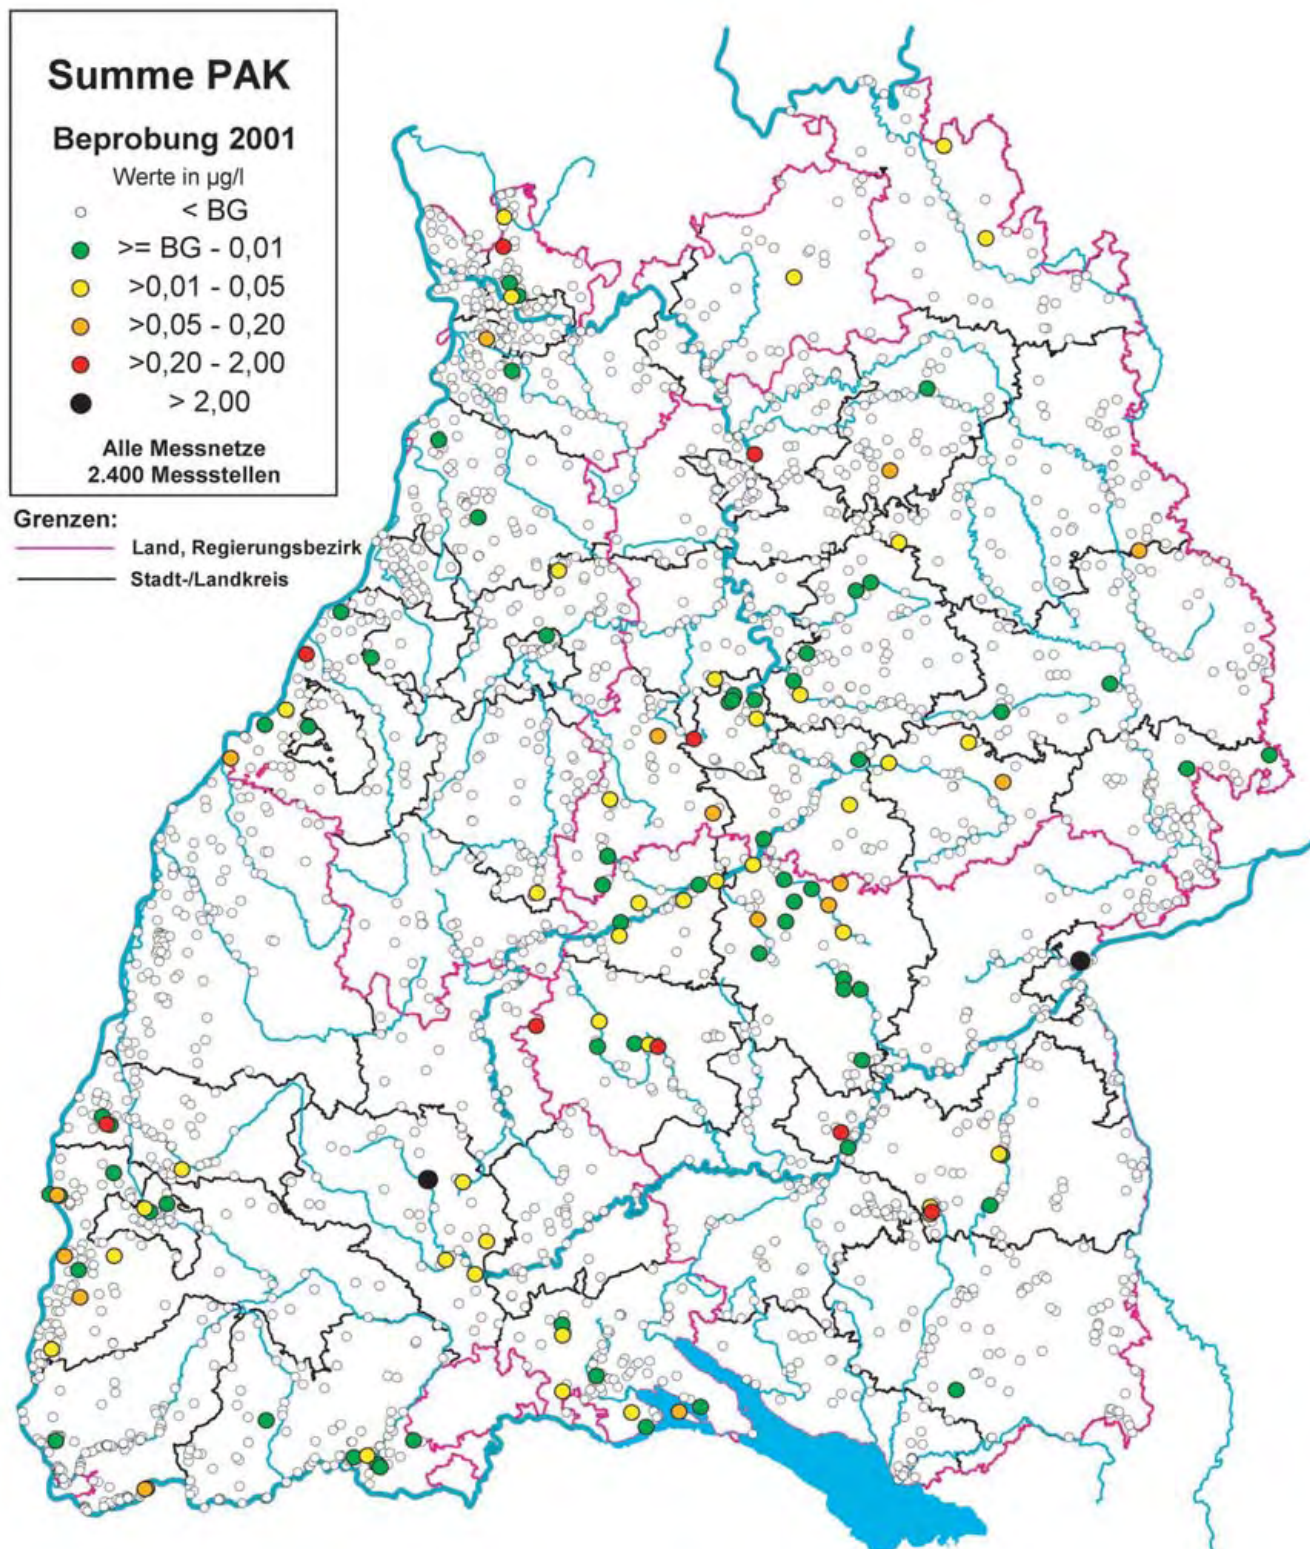 Summe PAK
Beprobung 2001
Werte in µg/l
< BG
>= BG - 0,01
>0,01 - 0,05
>0,05 - 0,20
>0,20 - 2,00
> 2,00
Alle Messnetze
2.400 Messstellen
Grenzen:
Land, Regierungsbezirk
Stadt-/Landkreis